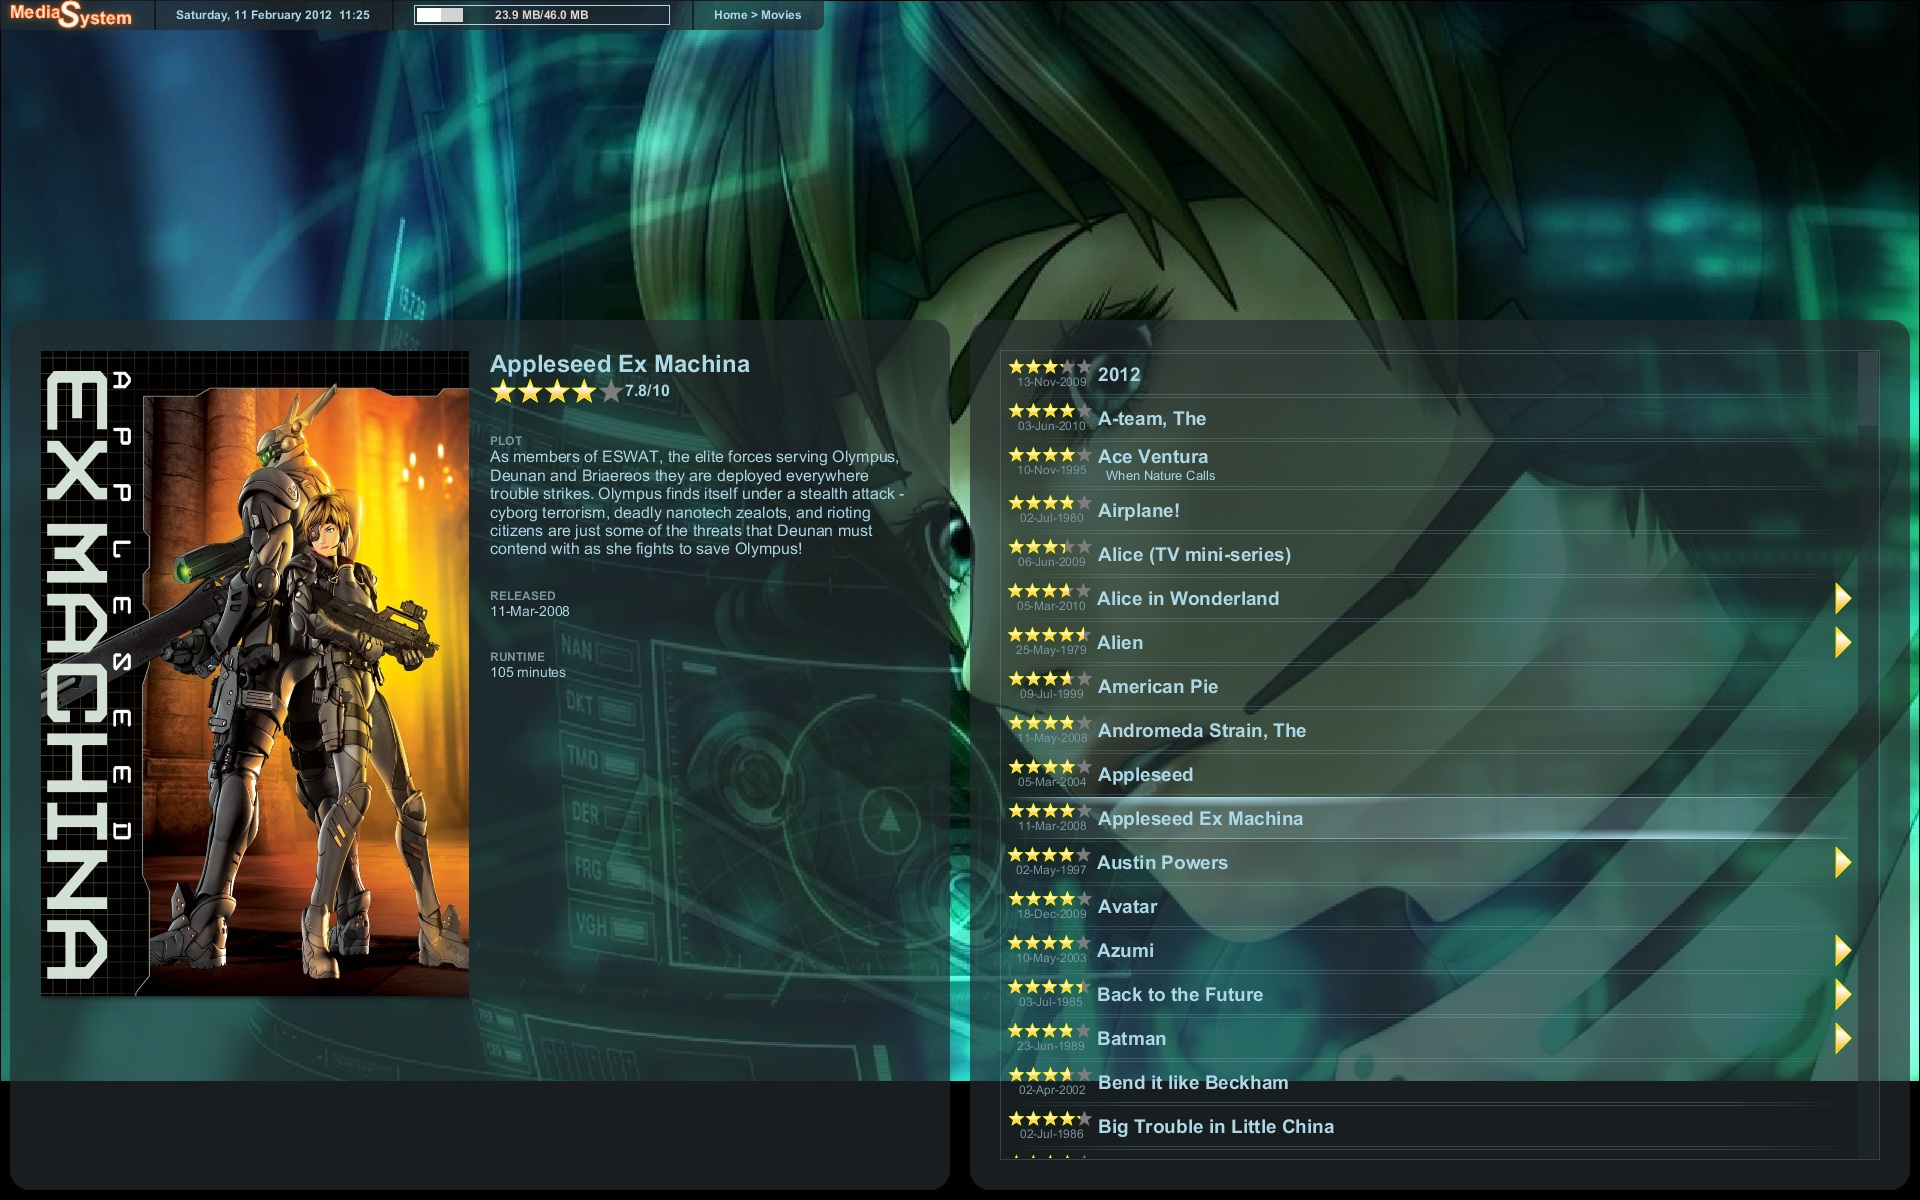 MediaSystem
Saturday, 11 February 2012 11:25
23.9 MB/46.0 MB
Home > Movies
APPLESEED
EX MACHINA
Appleseed Ex Machina
7.8/10
PLOT
As members of ESWAT, the elite forces serving Olympus,
Deunan and Briaereos they are deployed everywhere
trouble strikes. Olympus finds itself under a stealth attack -
cyborg terrorism, deadly nanotech zealots, and rioting
citizens are just some of the threats that Deunan must
contend with as she fights to save Olympus!
RELEASED
11-Mar-2008
RUNTIME
105 minutes
NAN
DKT
TMD
DER
FRG
VGH
2012
13-Nov-2009
A-team, The
03-Jun-2010
Ace Ventura
10-Nov-1995
When Nature Calls
Airplane!
02-Jul-1980
Alice (TV mini-series)
06-Jun-2009
Alice in Wonderland
05-Mar-2010
Alien
25-May-1979
American Pie
09-Jul-1999
Andromeda Strain, The
11-May-2008
Appleseed
05-Mar-2004
Appleseed Ex Machina
11-Mar-2008
Austin Powers
02-May-1997
Avatar
18-Dec-2009
Azumi
10-May-2003
Back to the Future
03-Jul-1985
Batman
23-Jun-1989
Bend it like Beckham
02-Apr-2002
Big Trouble in Little China
02-Jul-1986